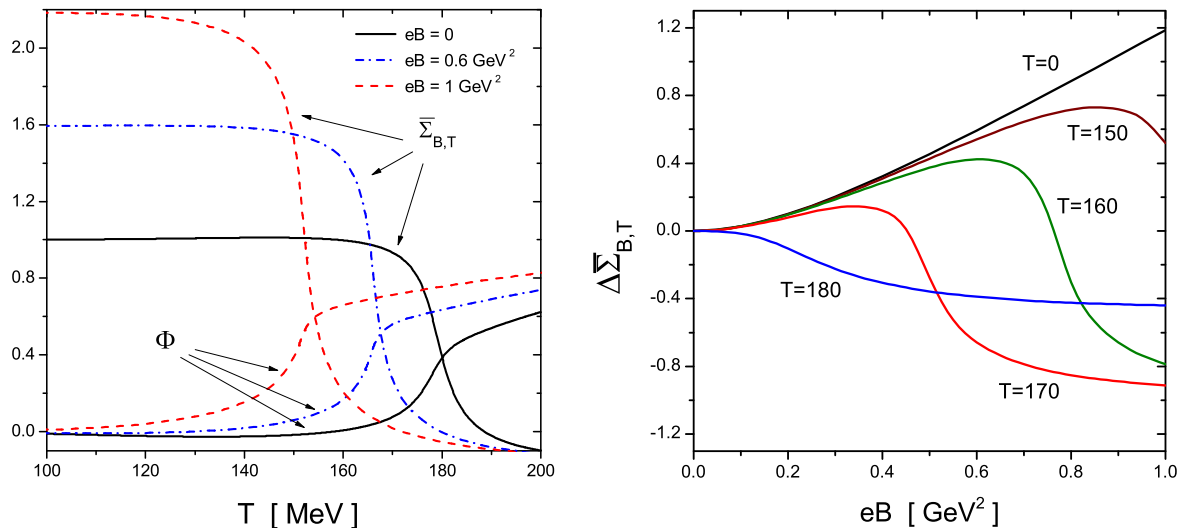 eB = 0
eB = 0.6 GeV²
eB = 1 GeV²
Σ̅_B,T
Φ
2.0
1.6
1.2
0.8
0.4
0.0
100 120 140 160 180 200
T [ MeV ]
T=0
T=150
T=160
T=180
T=170
ΔΣ̅_B,T
1.2
0.8
0.4
0.0
-0.4
-0.8
-1.2
0.0 0.2 0.4 0.6 0.8 1.0
eB [ GeV² ]